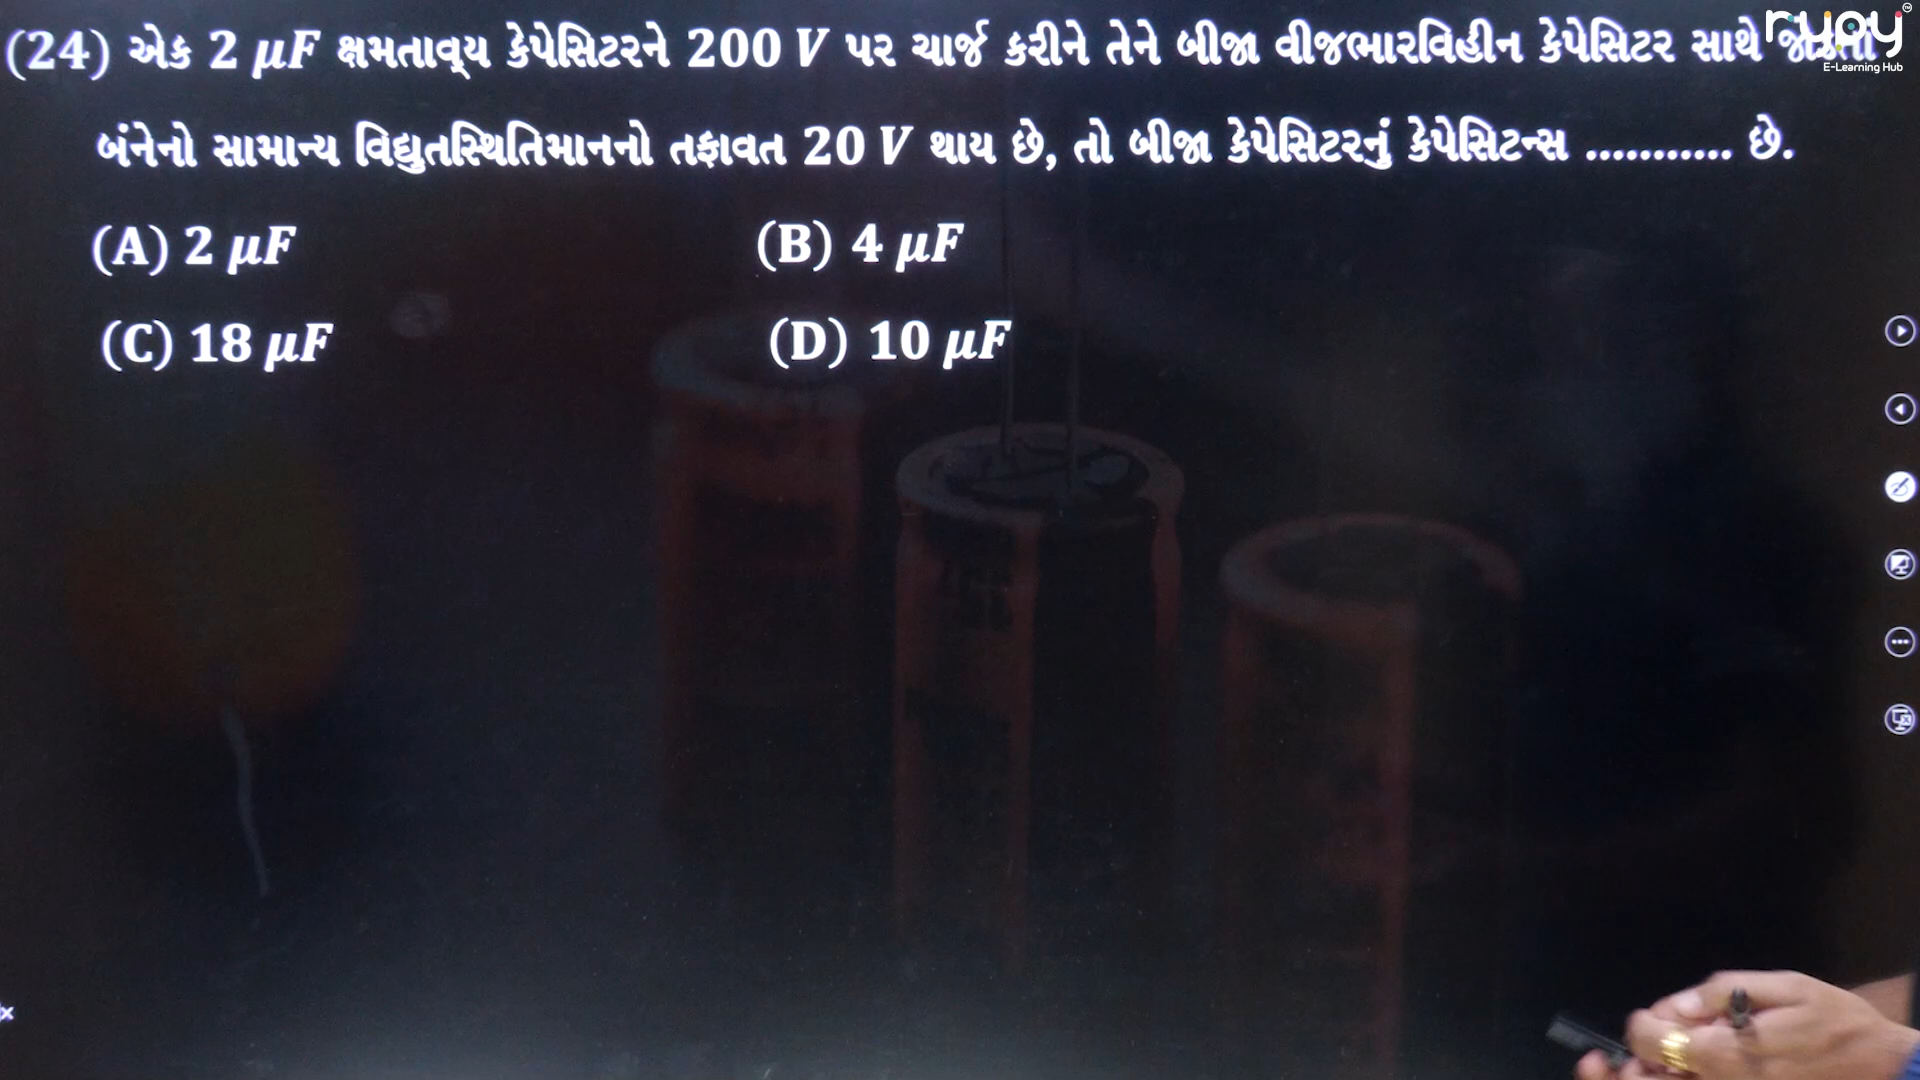 rypy™
E-Learning Hub
(24) એક 2 μF ક્ષમતાવ્ય કેપેસિટરને 200 V પર ચાર્જ કરીને તેને બીજા વીજભારવિહીન કેપેસિટર સાથે
બંનેનો સામાન્ય વિદ્યુતસ્થિતિમાનનો તફાવત 20 V થાય છે, તો બીજા કેપેસિટરનું કેપેસિટન્સ ........... છે.
(A) 2 μF (B) 4 μF
(C) 18 μF (D) 10 μF